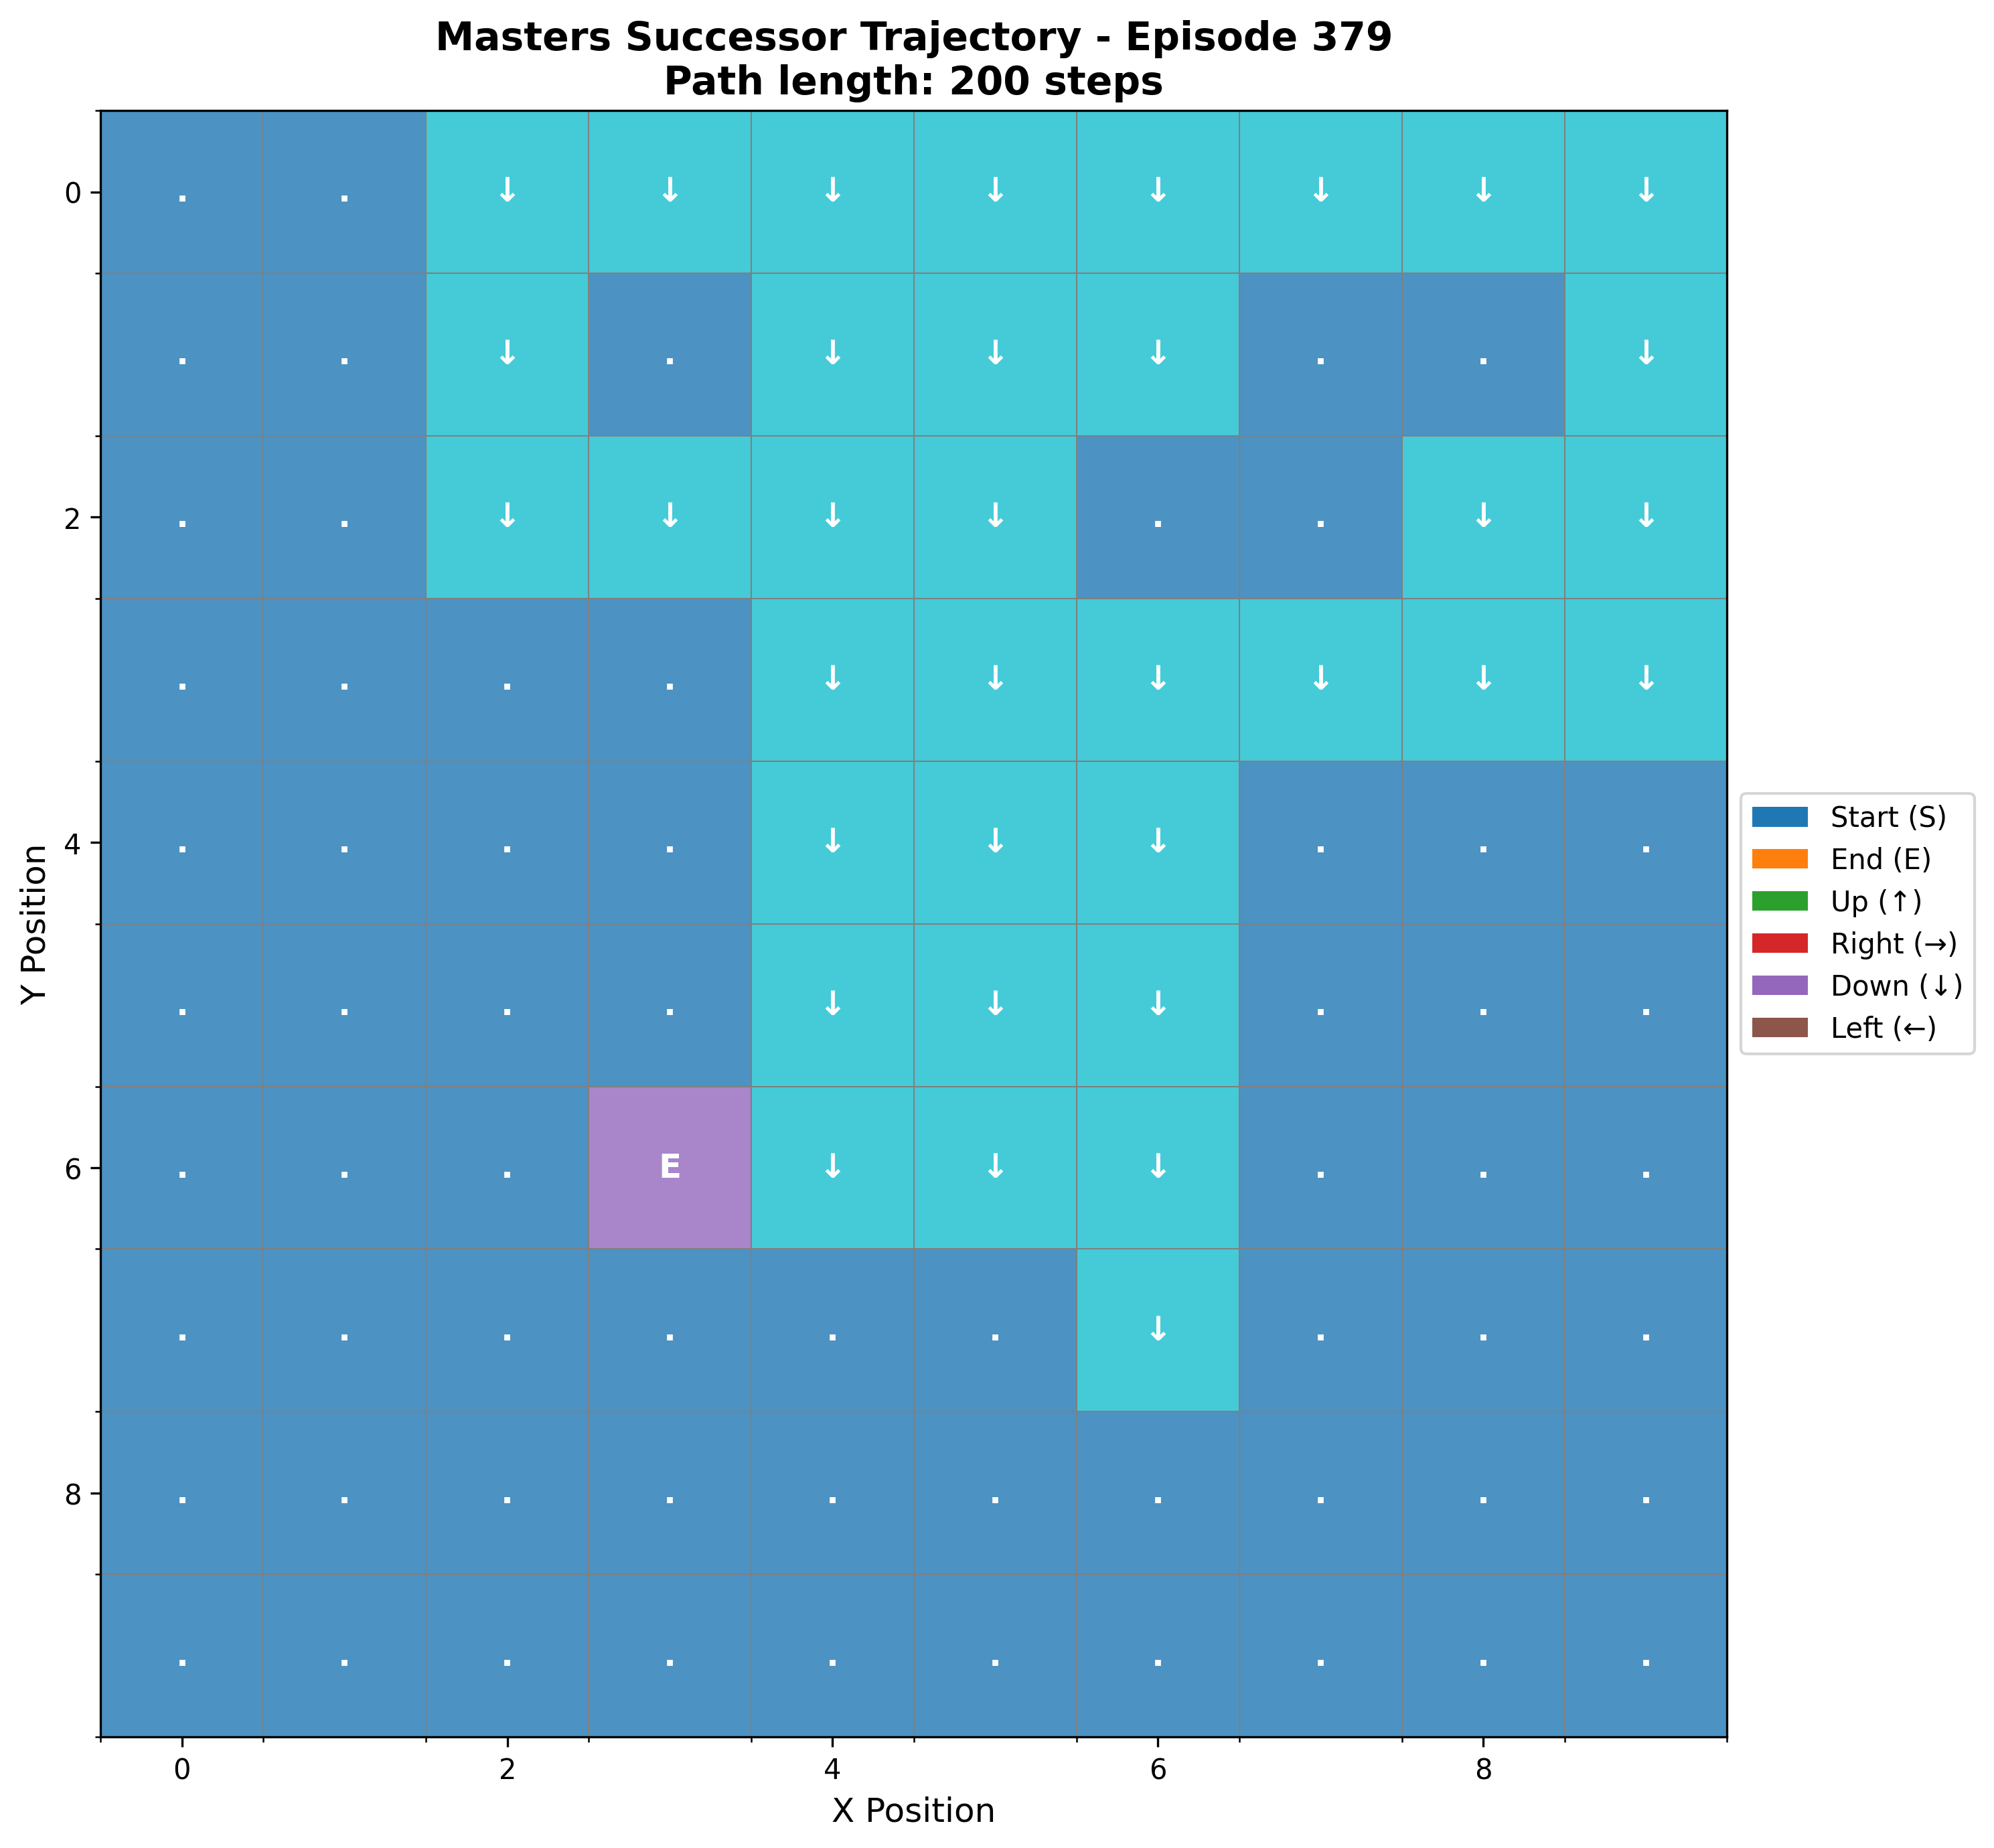 Masters Successor Trajectory - Episode 379
Path length: 200 steps
0 . . ↓ ↓ ↓ ↓ ↓ ↓ ↓ ↓
. . ↓ . ↓ ↓ ↓ . . ↓
2 . . ↓ ↓ ↓ ↓ . . ↓ ↓
. . . . ↓ ↓ ↓ ↓ ↓ ↓
4 . . . . ↓ ↓ ↓ . . .
. . . . ↓ ↓ ↓ . . .
6 . . . E ↓ ↓ ↓ . . .
. . . . . . ↓ . . .
8 . . . . . . . . . .
. . . . . . . . . .
0 2 4 6 8
X Position
Y Position
Start (S)
End (E)
Up (↑)
Right (→)
Down (↓)
Left (←)